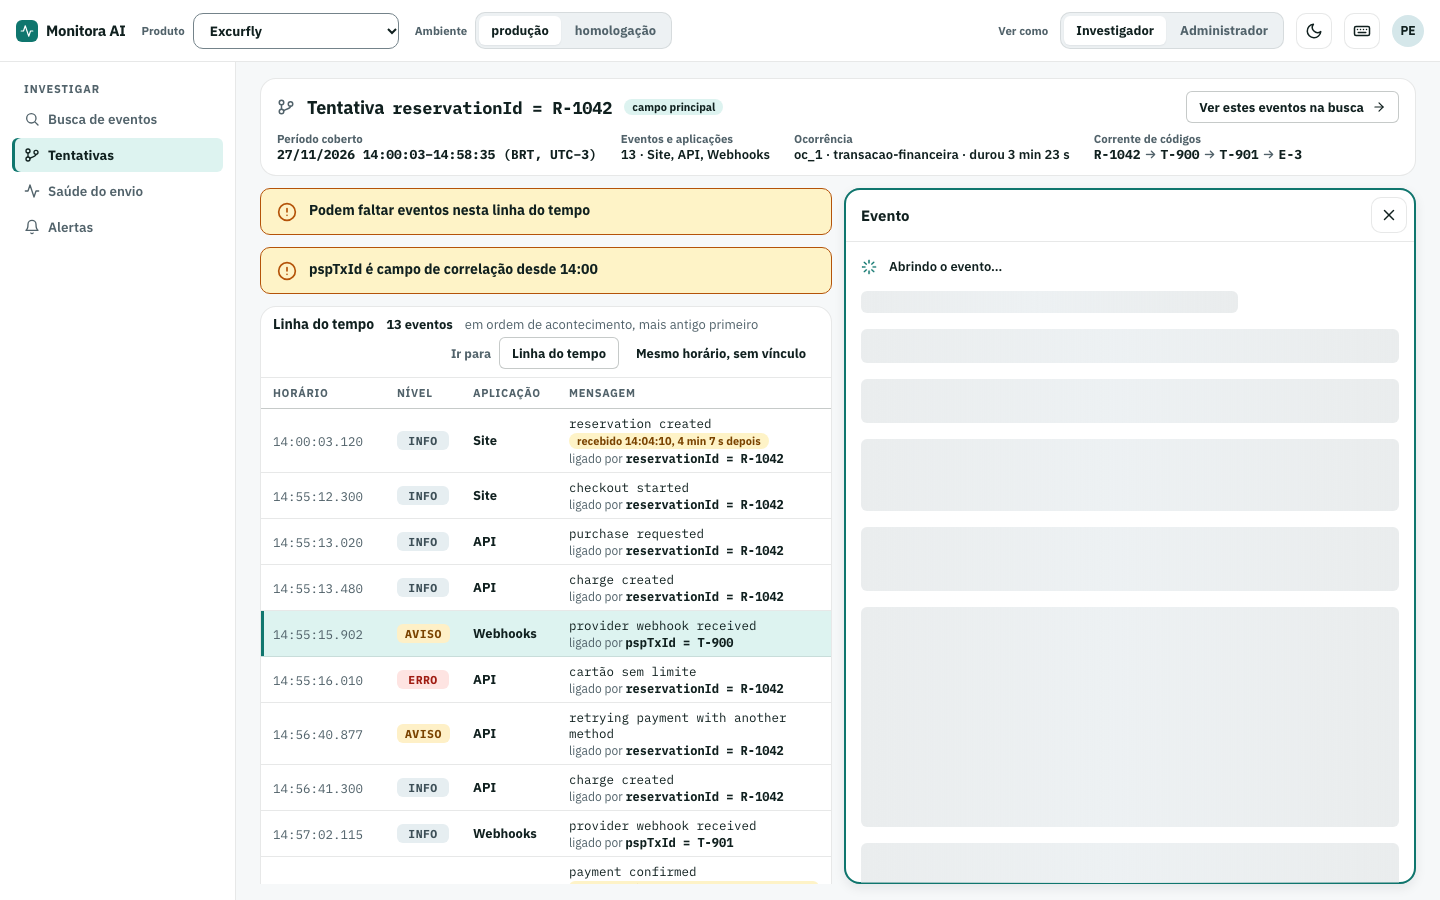 Monitora AI
Produto
Excurfly
Ambiente
produção
homologação
Ver como
Investigador
Administrador
PE
INVESTIGAR
Busca de eventos
Tentativas
Saúde do envio
Alertas
Tentativa reservationId = R-1042
campo principal
Ver estes eventos na busca →
Período coberto
27/11/2026 14:00:03–14:58:35 (BRT, UTC−3)
Eventos e aplicações
13 · Site, API, Webhooks
Ocorrência
oc_1 · transacao-financeira · durou 3 min 23 s
Corrente de códigos
R-1042 → T-900 → T-901 → E-3
Podem faltar eventos nesta linha do tempo
pspTxId é campo de correlação desde 14:00
Linha do tempo 13 eventos em ordem de acontecimento, mais antigo primeiro
Ir para Linha do tempo Mesmo horário, sem vínculo
HORÁRIO NÍVEL APLICAÇÃO MENSAGEM
14:00:03.120 INFO Site reservation created
recebido 14:04:10, 4 min 7 s depois
ligado por reservationId = R-1042
14:55:12.300 INFO Site checkout started
ligado por reservationId = R-1042
14:55:13.020 INFO API purchase requested
ligado por reservationId = R-1042
14:55:13.480 INFO API charge created
ligado por reservationId = R-1042
14:55:15.902 AVISO Webhooks provider webhook received
ligado por pspTxId = T-900
14:55:16.010 ERRO API cartão sem limite
ligado por reservationId = R-1042
14:56:40.877 AVISO API retrying payment with another
method
ligado por reservationId = R-1042
14:56:41.300 INFO API charge created
ligado por reservationId = R-1042
14:57:02.115 INFO Webhooks provider webhook received
ligado por pspTxId = T-901
payment confirmed
Evento
Abrindo o evento...